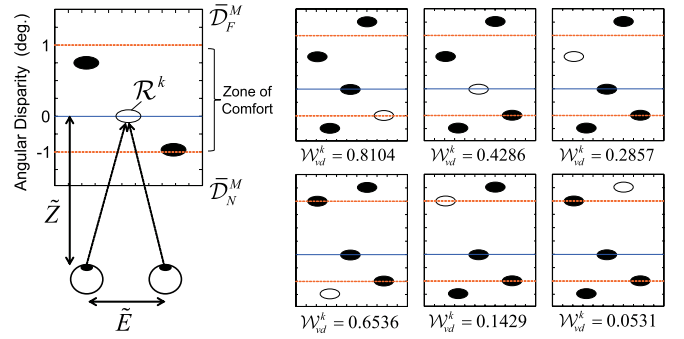 Angular Disparity (deg.)
1
0
-1
D̄_F^M
R^k
Zone of
Comfort
D̄_N^M
Z̃
Ẽ
W_vd^k = 0.8104
W_vd^k = 0.4286
W_vd^k = 0.2857
W_vd^k = 0.6536
W_vd^k = 0.1429
W_vd^k = 0.0531